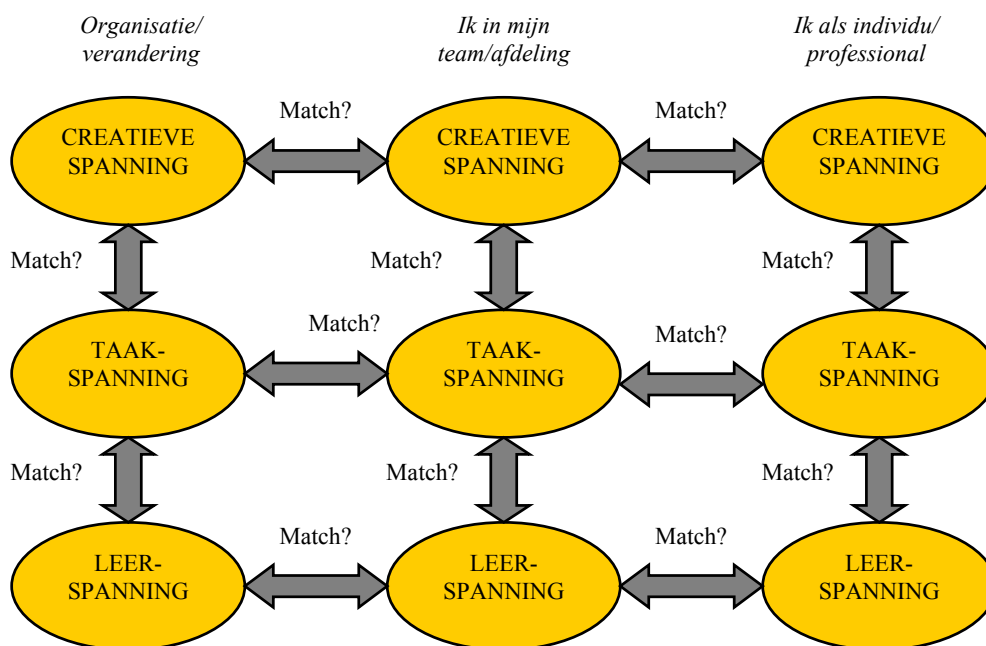 Organisatie/
verandering
Ik in mijn
team/afdeling
Ik als individu/
professional
CREATIEVE
SPANNING
Match?
CREATIEVE
SPANNING
Match?
CREATIEVE
SPANNING
Match?
Match?
Match?
TAAK-
SPANNING
Match?
TAAK-
SPANNING
Match?
TAAK-
SPANNING
Match?
Match?
Match?
LEER-
SPANNING
Match?
LEER-
SPANNING
Match?
LEER-
SPANNING